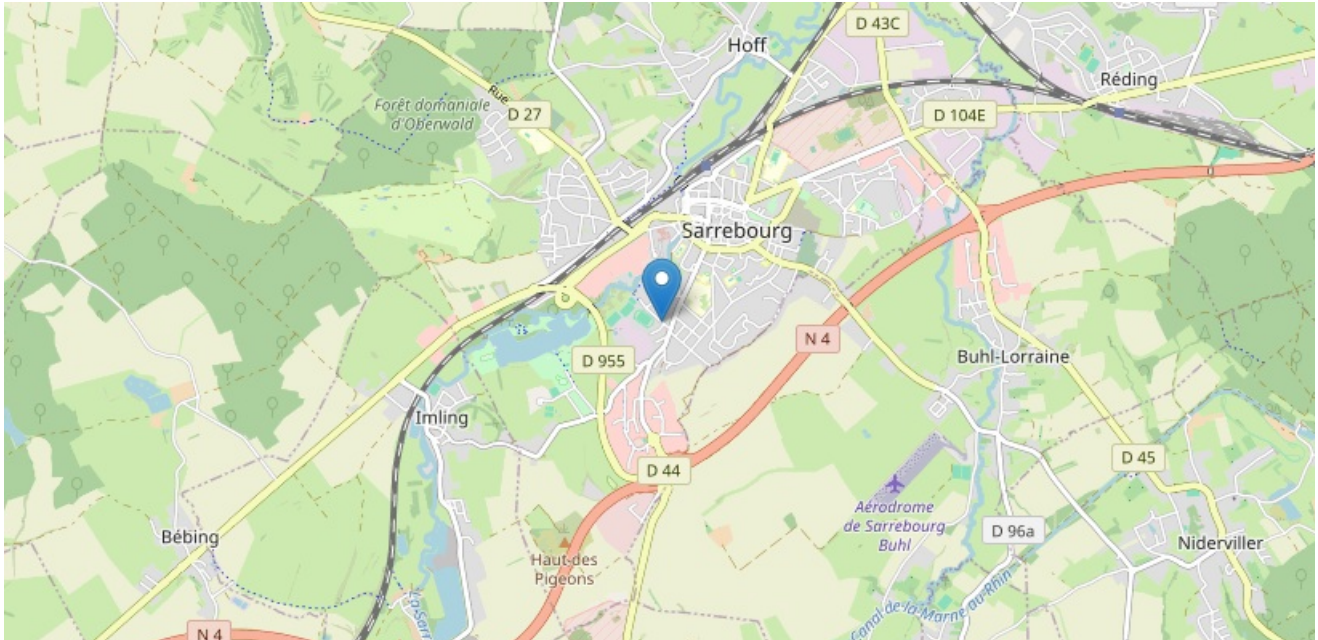 D 43C
Hoff
Réding
Forêt domaniale
d'Oberwald
Rue
D 27
D 104E
Sarrebourg
N 4
D 955
Buhl-Lorraine
Imling
D 44
D 45
Aérodrome
de Sarrebourg
Buhl
D 96a
Bébing
Haut des
Pigeons
Niderviller
Canal de la Marne au Rhin
La Sarr
N 4